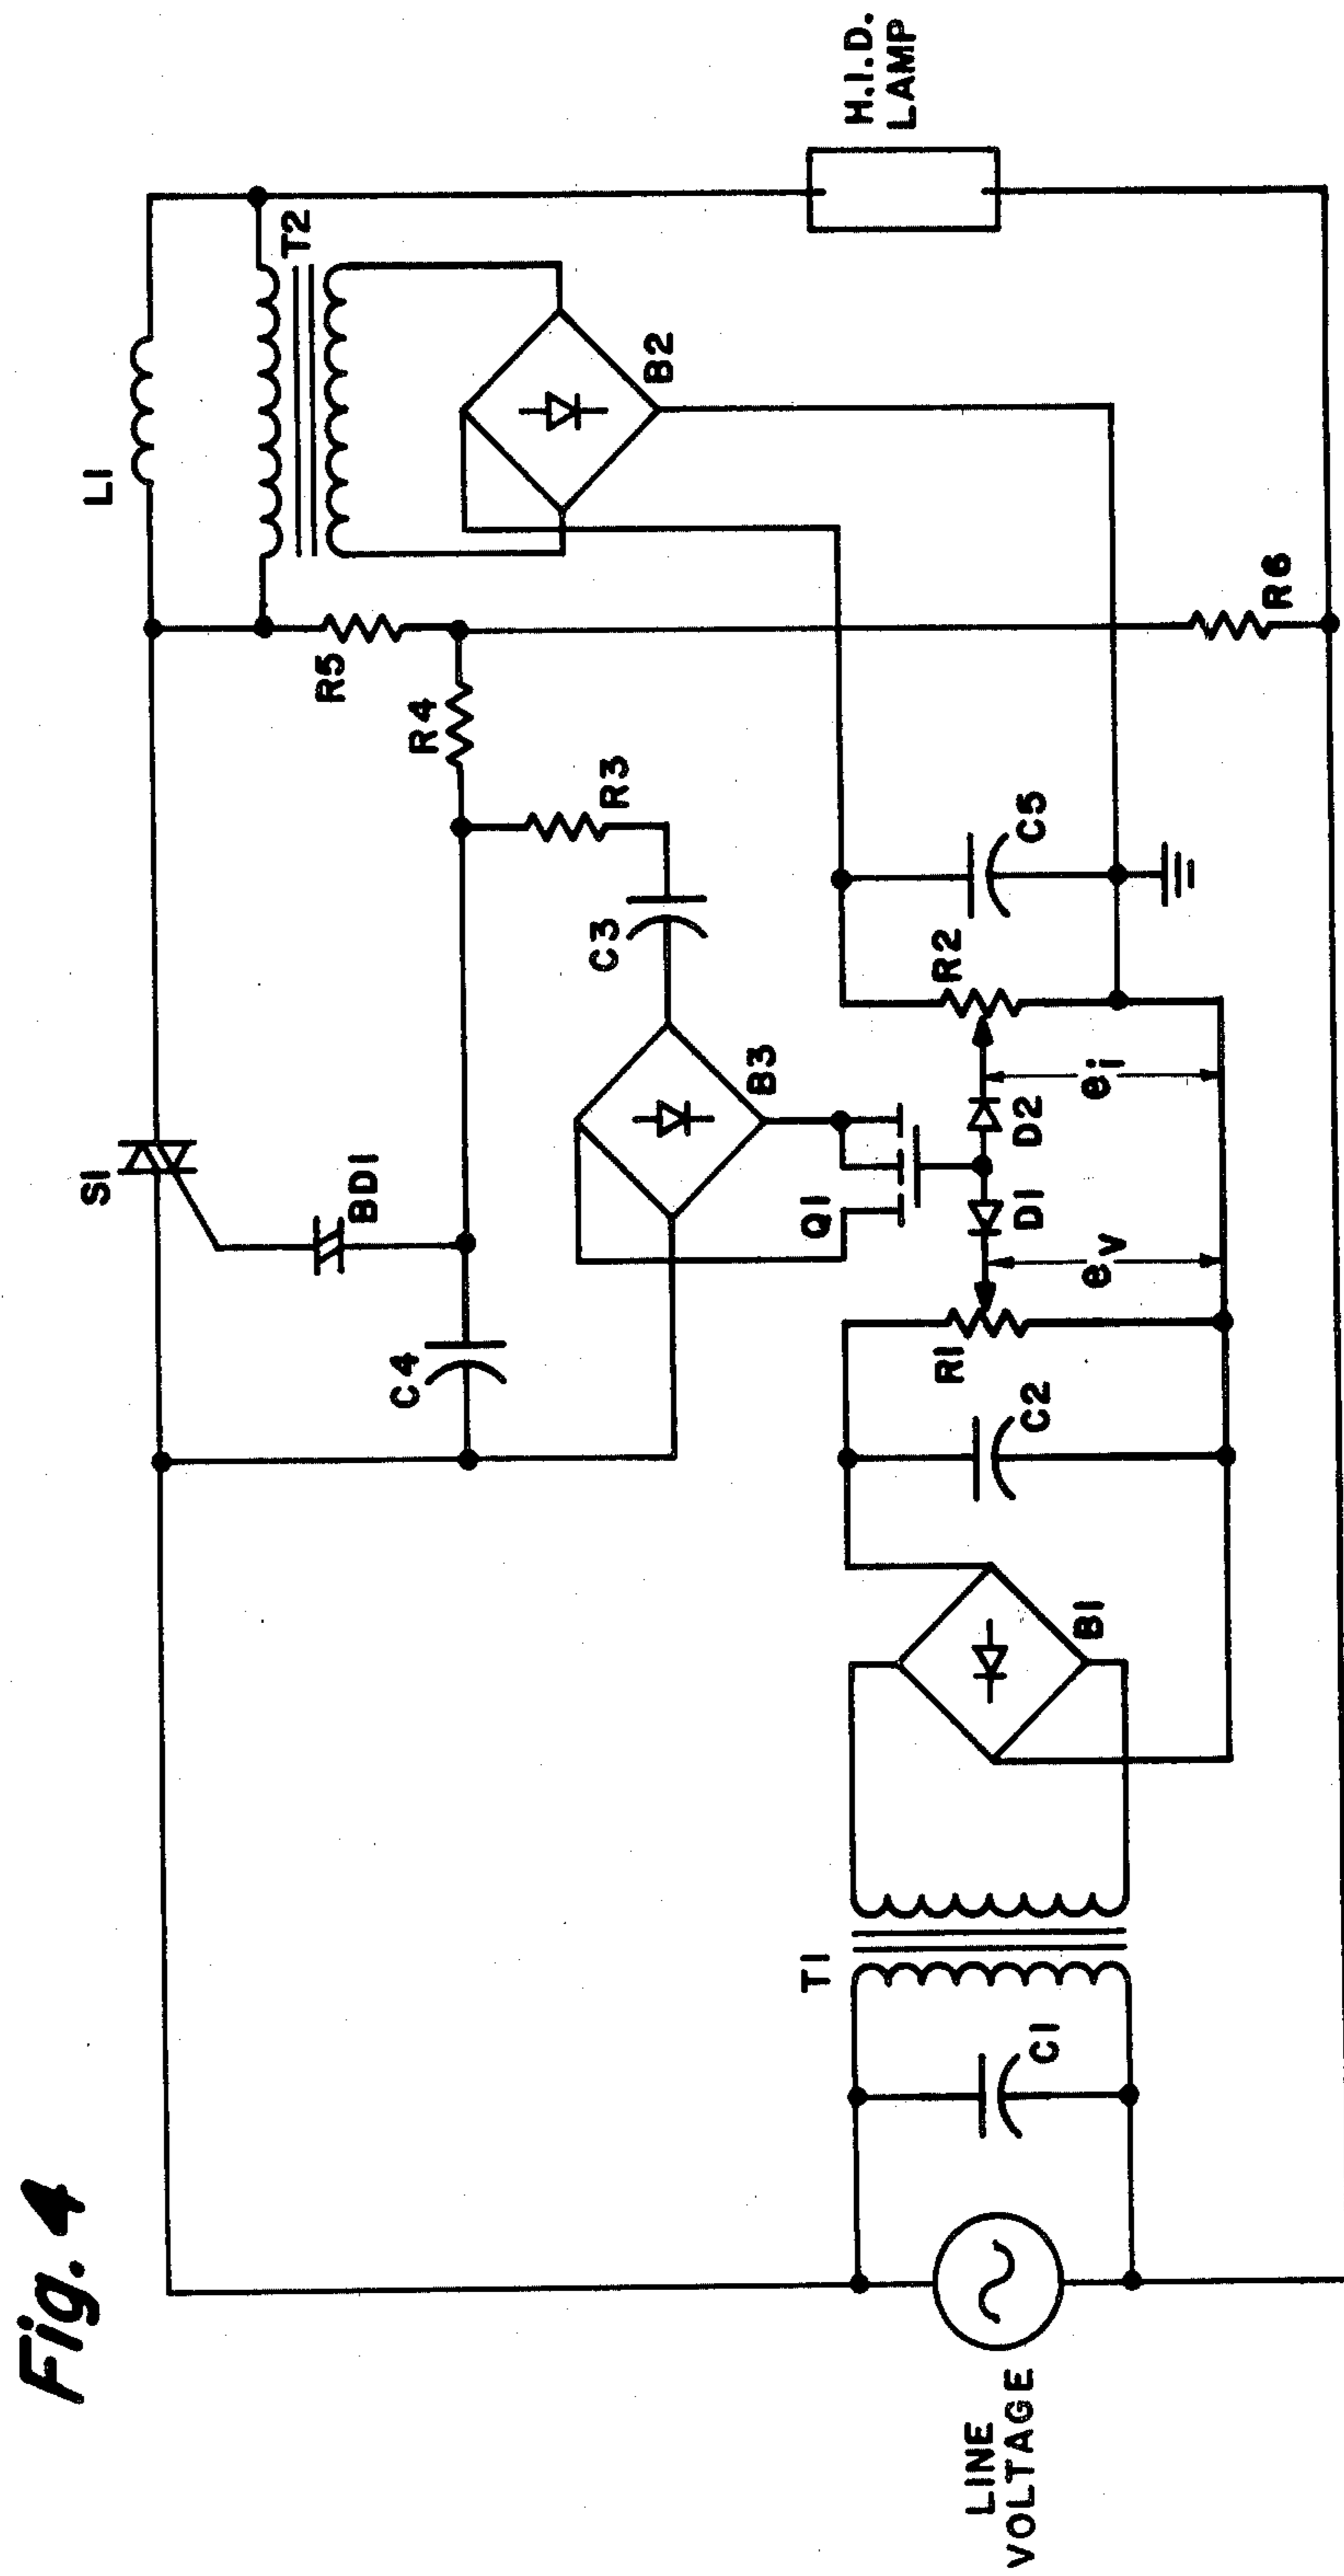 Fig. 4
L1
S1
T2
R5
BD1
R4
C4
B2
R3
C3
H.I.D.
LAMP
B3
Q1
T1
R1
D1
D2
R2
C5
ev
ei
C2
B1
C1
R6
LINE
VOLTAGE